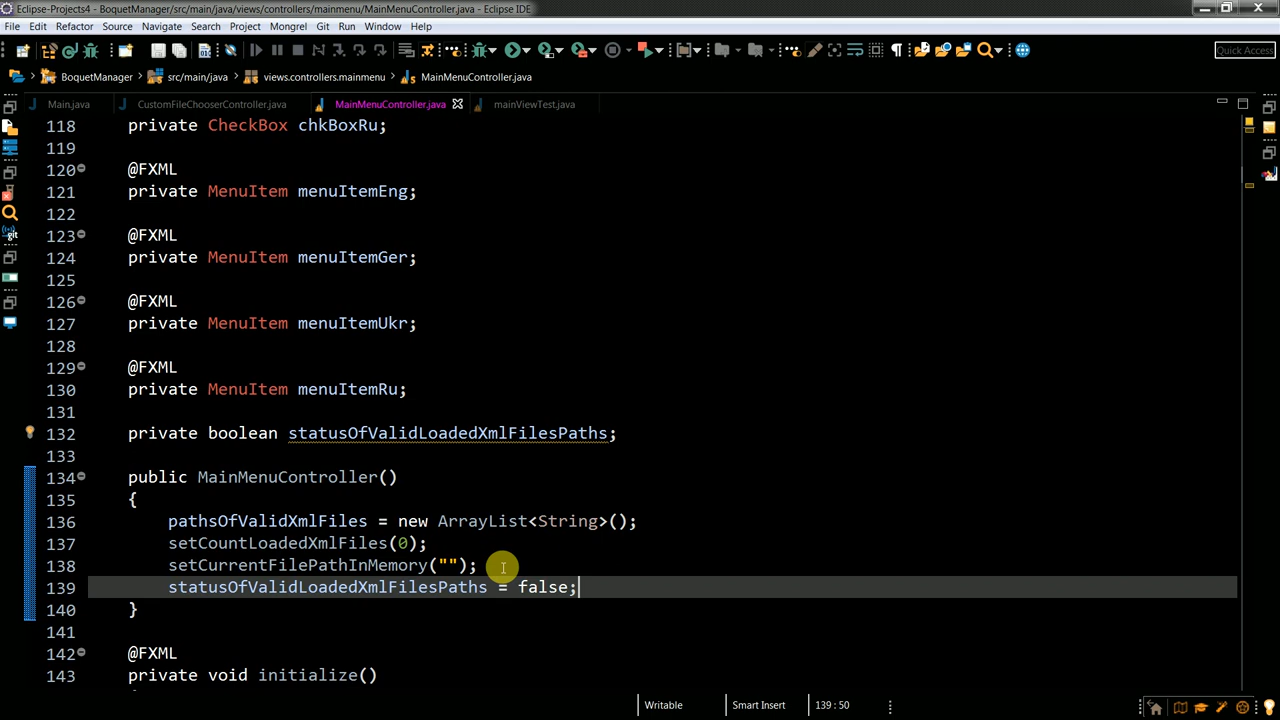 Eclipse-Projects4 - BoquetManager/src/main/java/views/controllers/mainmenu/MainMenuController.java - Eclipse IDE
File Edit Refactor Source Navigate Search Project Mongrel Git Run Window Help
Quick Access
BoquetManager src/main/java views.controllers.mainmenu MainMenuController.java
Main.java CustomFileChooserController.java MainMenuController.java mainViewTest.java
118 private CheckBox chkBoxRu;
119
120 @FXML
121 private MenuItem menuItemEng;
122
123 @FXML
124 private MenuItem menuItemGer;
125
126 @FXML
127 private MenuItem menuItemUkr;
128
129 @FXML
130 private MenuItem menuItemRu;
131
132 private boolean statusOfValidLoadedXmlFilesPaths;
133
134 public MainMenuController()
135 {
136 pathsOfValidXmlFiles = new ArrayList<String>();
137 setCountLoadedXmlFiles(0);
138 setCurrentFilePathInMemory("");
139 statusOfValidLoadedXmlFilesPaths = false;
140 }
141
142 @FXML
143 private void initialize()
Writable Smart Insert 139 : 50